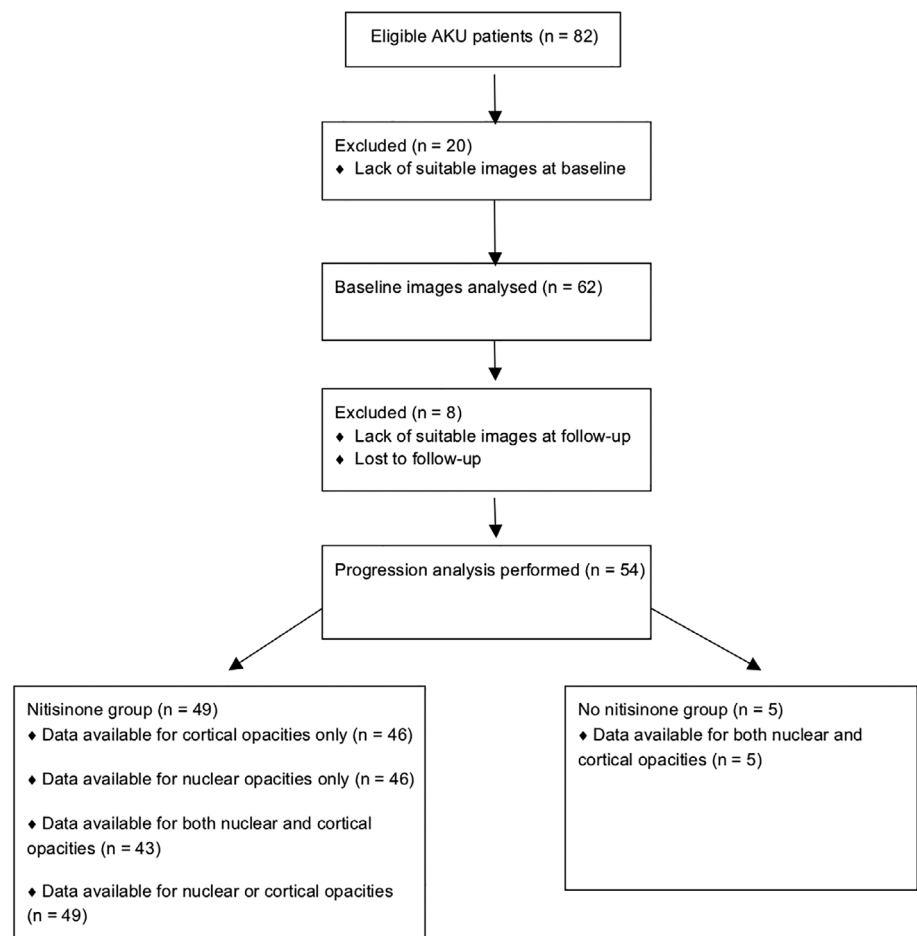 Eligible AKU patients (n = 82)
Excluded (n = 20)
♦ Lack of suitable images at baseline
Baseline images analysed (n = 62)
Excluded (n = 8)
♦ Lack of suitable images at follow-up
♦ Lost to follow-up
Progression analysis performed (n = 54)
Nitisinone group (n = 49)
♦ Data available for cortical opacities only (n = 46)
♦ Data available for nuclear opacities only (n = 46)
♦ Data available for both nuclear and cortical
opacities (n = 43)
♦ Data available for nuclear or cortical opacities
(n = 49)
No nitisinone group (n = 5)
♦ Data available for both nuclear and
cortical opacities (n = 5)